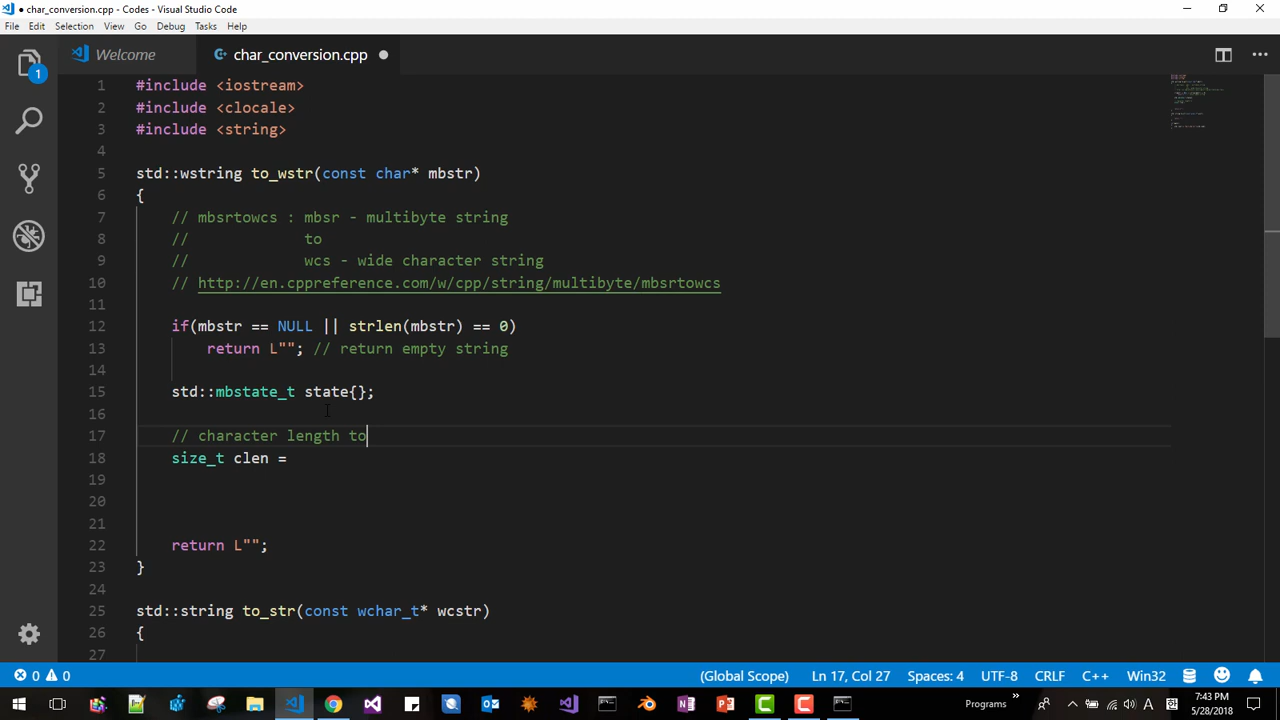 ● char_conversion.cpp - Codes - Visual Studio Code
File Edit Selection View Go Debug Tasks Help
Welcome char_conversion.cpp ●
1 #include <iostream>
2 #include <clocale>
3 #include <string>
4
5 std::wstring to_wstr(const char* mbstr)
6 {
7 // mbsrtowcs : mbsr - multibyte string
8 // to
9 // wcs - wide character string
10 // http://en.cppreference.com/w/cpp/string/multibyte/mbsrtowcs
11
12 if(mbstr == NULL || strlen(mbstr) == 0)
13 return L""; // return empty string
14
15 std::mbstate_t state{};
16
17 // character length to
18 size_t clen =
19
20
21
22 return L"";
23 }
24
25 std::string to_str(const wchar_t* wcstr)
26 {
27
1
0 0 (Global Scope) Ln 17, Col 27 Spaces: 4 UTF-8 CRLF C++ Win32
Programs » A 7:43 PM
5/28/2018